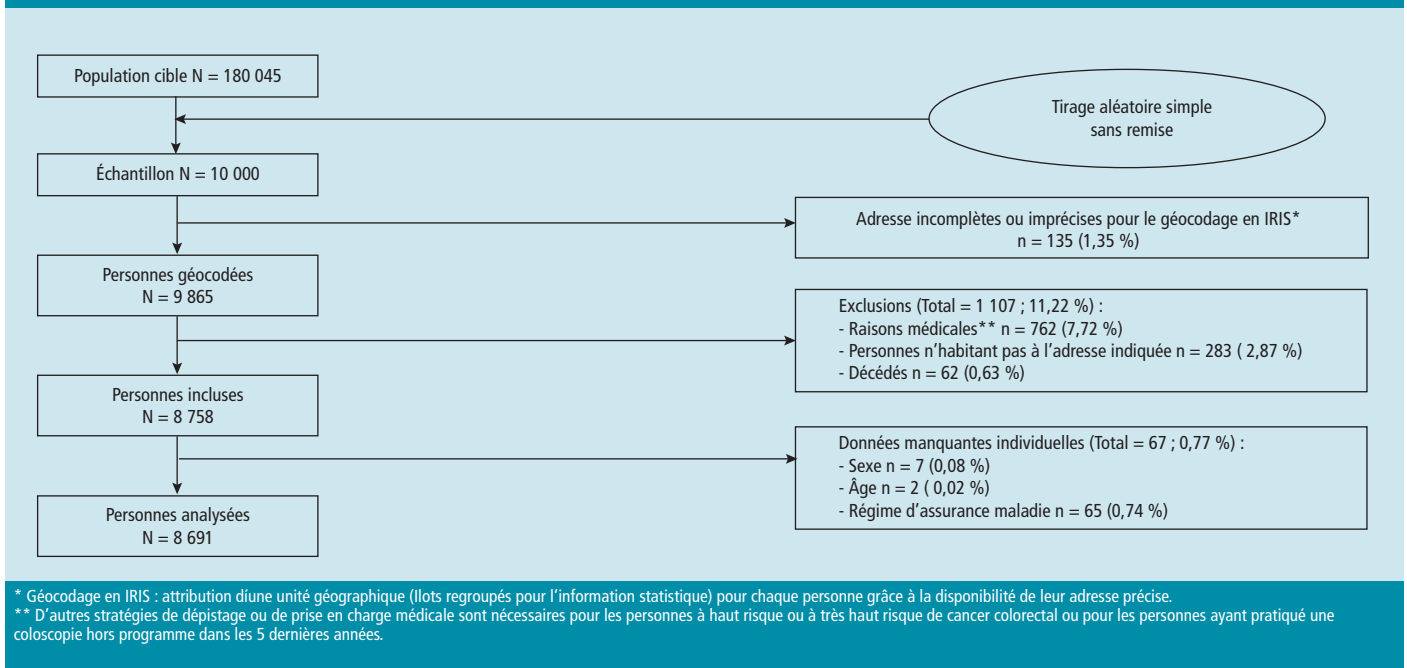 Population cible N = 180 045
Tirage aléatoire simple
sans remise
Échantillon N = 10 000
Adresse incomplètes ou imprécises pour le géocodage en IRIS*
n = 135 (1,35 %)
Personnes géocodées
N = 9 865
Exclusions (Total = 1 107 ; 11,22 %) :
- Raisons médicales** n = 762 (7,72 %)
- Personnes n'habitant pas à l'adresse indiquée n = 283 ( 2,87 %)
- Décédés n = 62 (0,63 %)
Personnes incluses
N = 8 758
Données manquantes individuelles (Total = 67 ; 0,77 %) :
- Sexe n = 7 (0,08 %)
- Âge n = 2 ( 0,02 %)
- Régime d'assurance maladie n = 65 (0,74 %)
Personnes analysées
N = 8 691
* Géocodage en IRIS : attribution díune unité géographique (Ilots regroupés pour l'information statistique) pour chaque personne grâce à la disponibilité de leur adresse précise.
** D'autres stratégies de dépistage ou de prise en charge médicale sont nécessaires pour les personnes à haut risque ou à très haut risque de cancer colorectal ou pour les personnes ayant pratiqué une
coloscopie hors programme dans les 5 dernières années.